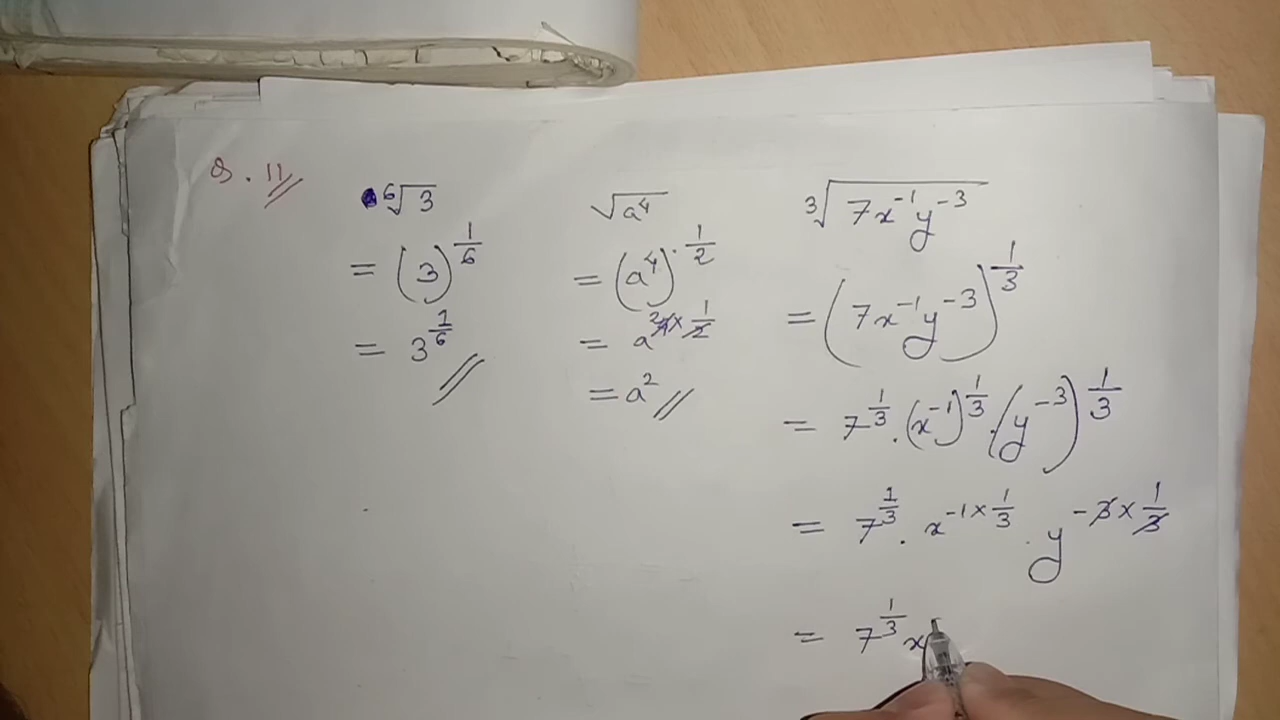 Q. 11
⁶√3
= (3)^{1/6}
= 3^{1/6}
√a⁴
= (a⁴)^{1/2}
= a^{4×1/2}
= a²
³√7x⁻¹y⁻³
= (7x⁻¹y⁻³)^{1/3}
= 7^{1/3}.(x⁻¹)^{1/3}.(y⁻³)^{1/3}
= 7^{1/3}. x^{-1×1/3}. y^{-3×1/3}
= 7^{1/3}x